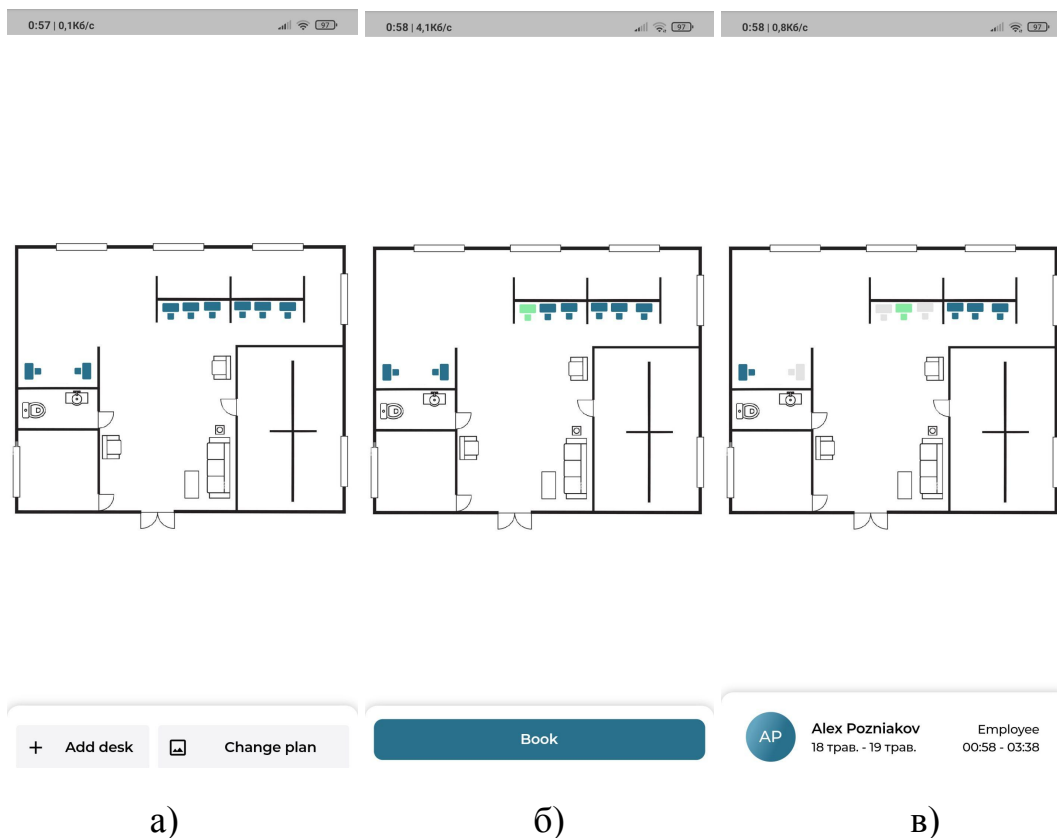 0:57 | 0,1Кб/с 97
0:58 | 4,1Кб/с 97
0:58 | 0,8Кб/с 97
+ Add desk
Change plan
Book
AP
Alex Pozniakov
18 трав. - 19 трав.
Employee
00:58 - 03:38
а)
б)
в)